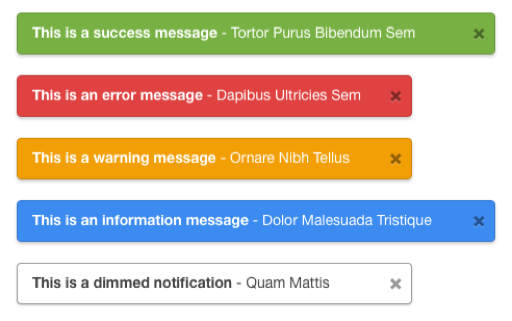 This is a success message - Tortor Purus Bibendum Sem ×
This is an error message - Dapibus Ultricies Sem ×
This is a warning message - Ornare Nibh Tellus ×
This is an information message - Dolor Malesuada Tristique ×
This is a dimmed notification - Quam Mattis ×